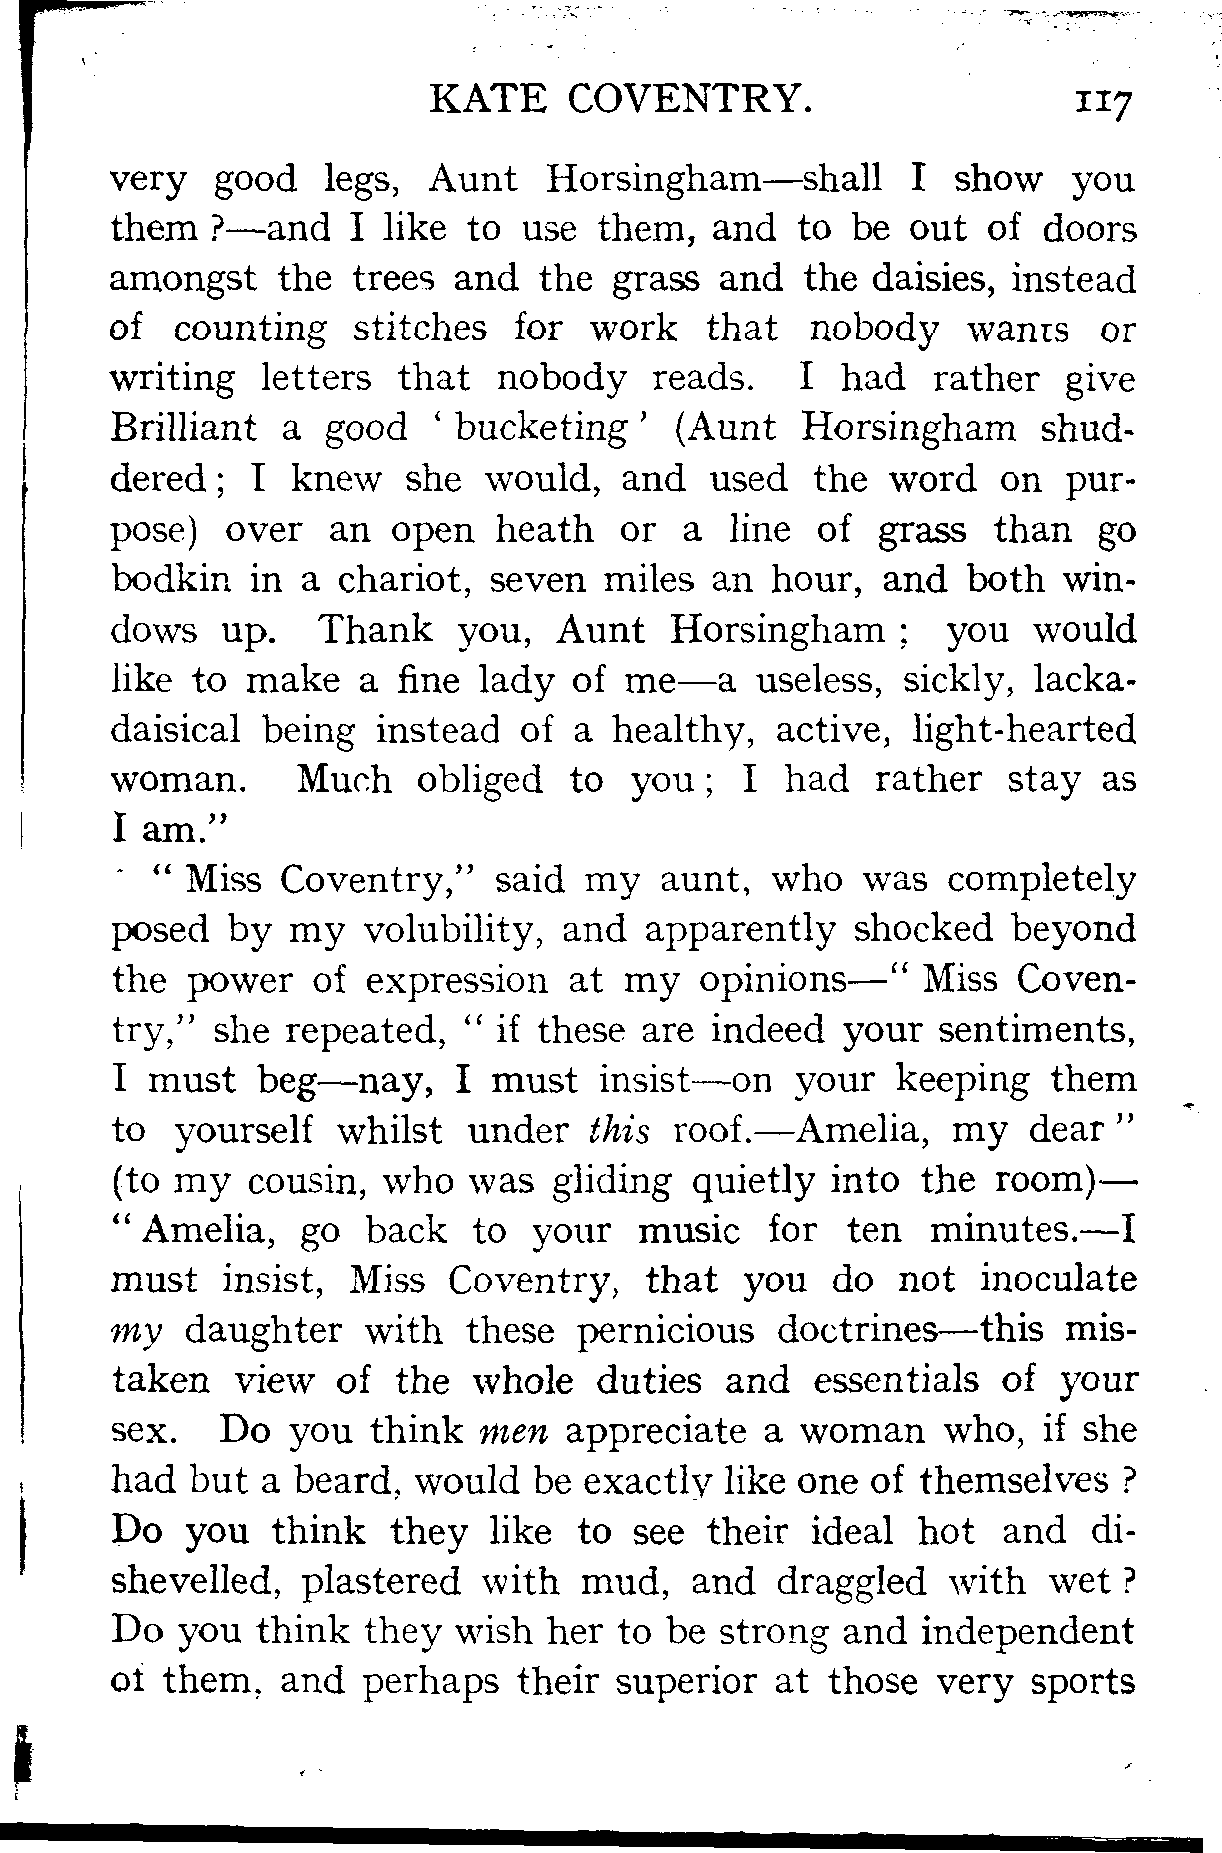 KATE COVENTRY. 117
very good legs, Aunt Horsingham—shall I show you
them ?—and I like to use them, and to be out of doors
amongst the trees and the grass and the daisies, instead
of counting stitches for work that nobody wants or
writing letters that nobody reads. I had rather give
Brilliant a good ‘ bucketing ’ (Aunt Horsingham shud-
dered ; I knew she would, and used the word on pur-
pose) over an open heath or a line of grass than go
bodkin in a chariot, seven miles an hour, and both win-
dows up. Thank you, Aunt Horsingham ; you would
like to make a fine lady of me—a useless, sickly, lacka-
daisical being instead of a healthy, active, light-hearted
woman. Much obliged to you ; I had rather stay as
I am.”
“ Miss Coventry,” said my aunt, who was completely
posed by my volubility, and apparently shocked beyond
the power of expression at my opinions—“ Miss Coven-
try,” she repeated, “ if these are indeed your sentiments,
I must beg—nay, I must insist—on your keeping them
to yourself whilst under this roof.—Amelia, my dear ”
(to my cousin, who was gliding quietly into the room)—
“ Amelia, go back to your music for ten minutes.—I
must insist, Miss Coventry, that you do not inoculate
my daughter with these pernicious doctrines—this mis-
taken view of the whole duties and essentials of your
sex. Do you think men appreciate a woman who, if she
had but a beard, would be exactly like one of themselves ?
Do you think they like to see their ideal hot and di-
shevelled, plastered with mud, and draggled with wet ?
Do you think they wish her to be strong and independent
of them, and perhaps their superior at those very sports